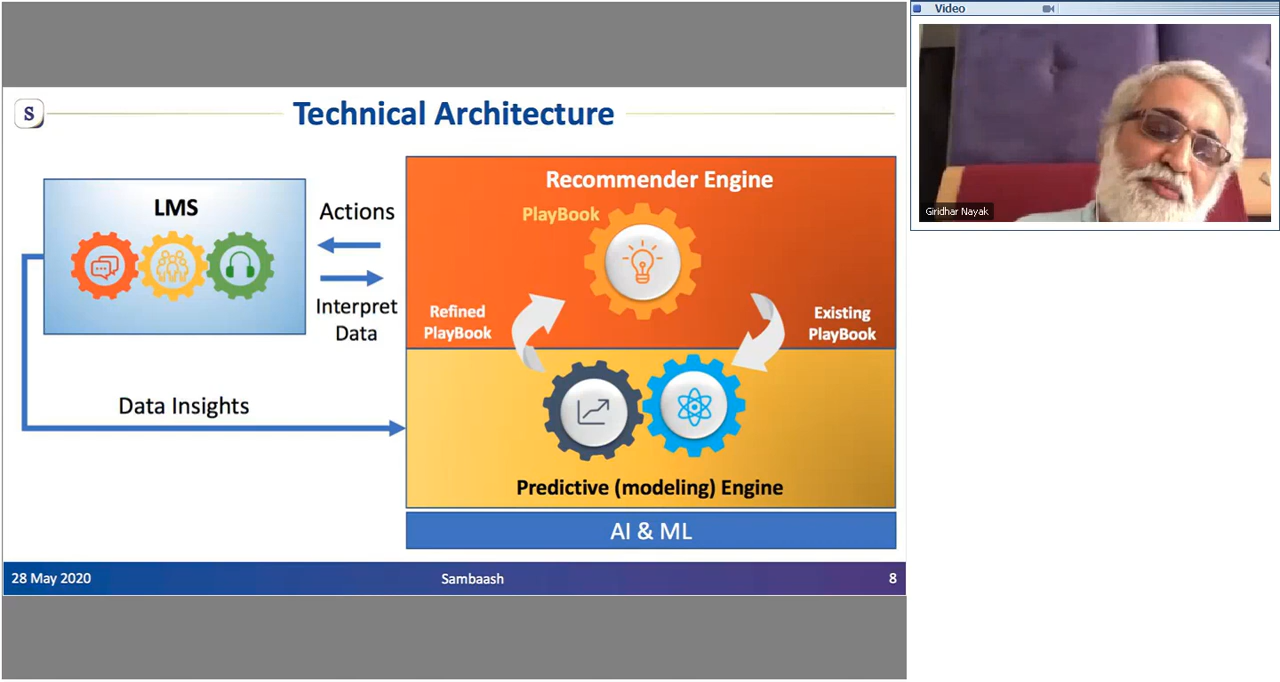 Video
S
Technical Architecture
LMS
Actions
Interpret
Data
Data Insights
Recommender Engine
PlayBook
Refined
PlayBook
Existing
PlayBook
Predictive (modeling) Engine
AI & ML
28 May 2020
Sambaash
8
Giridhar Nayak